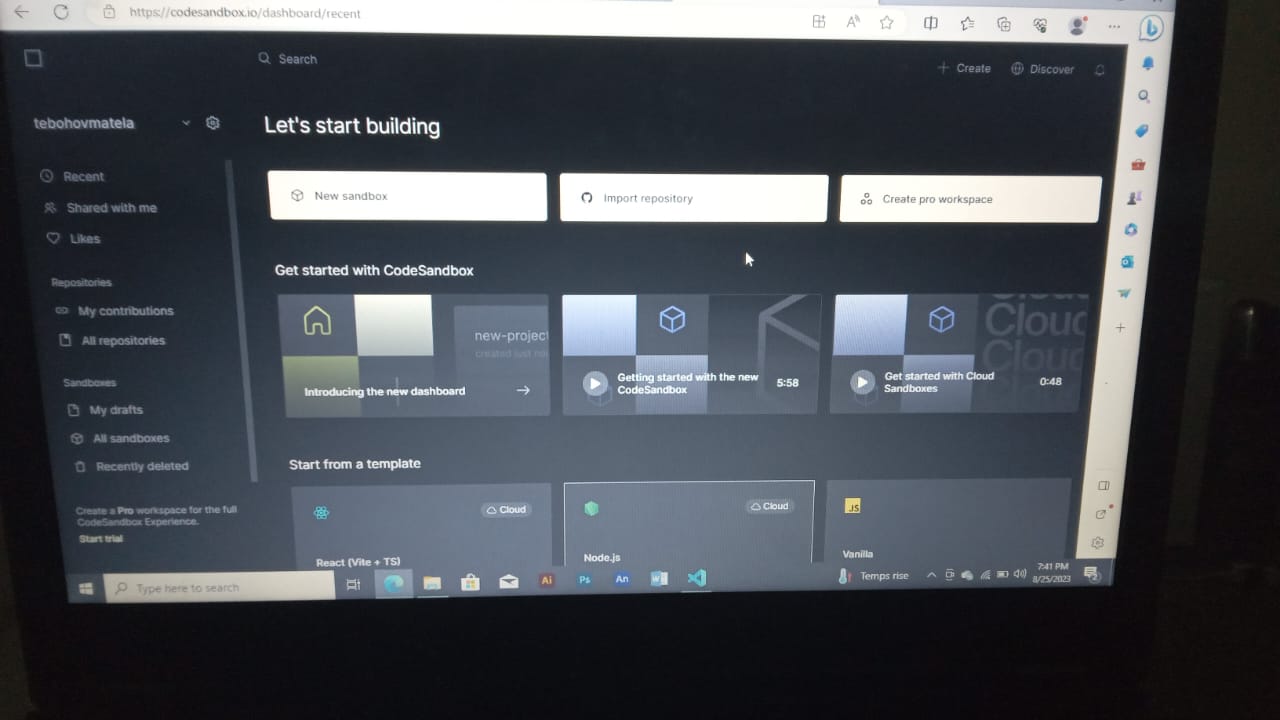 https://codesandbox.io/dashboard/recent
Search
Create
Discover
tebohovmatela
Let's start building
Recent
Shared with me
Likes
New sandbox
Import repository
Create pro workspace
Repositories
My contributions
All repositories
Get started with CodeSandbox
new-project
created just
Introducing the new dashboard
Getting started with the new
CodeSandbox
5:58
Cloud
Cloud
Get started with Cloud
Sandboxes
0:48
Sandboxes
My drafts
All sandboxes
Recently deleted
Start from a template
Cloud
React (Vite + TS)
Cloud
Node.js
JS
Vanilla
Create a Pro workspace for the full
CodeSandbox Experience.
Start trial
Type here to search
Ai
Ps
An
W
Temps rise
7:41 PM
8/25/2023
2